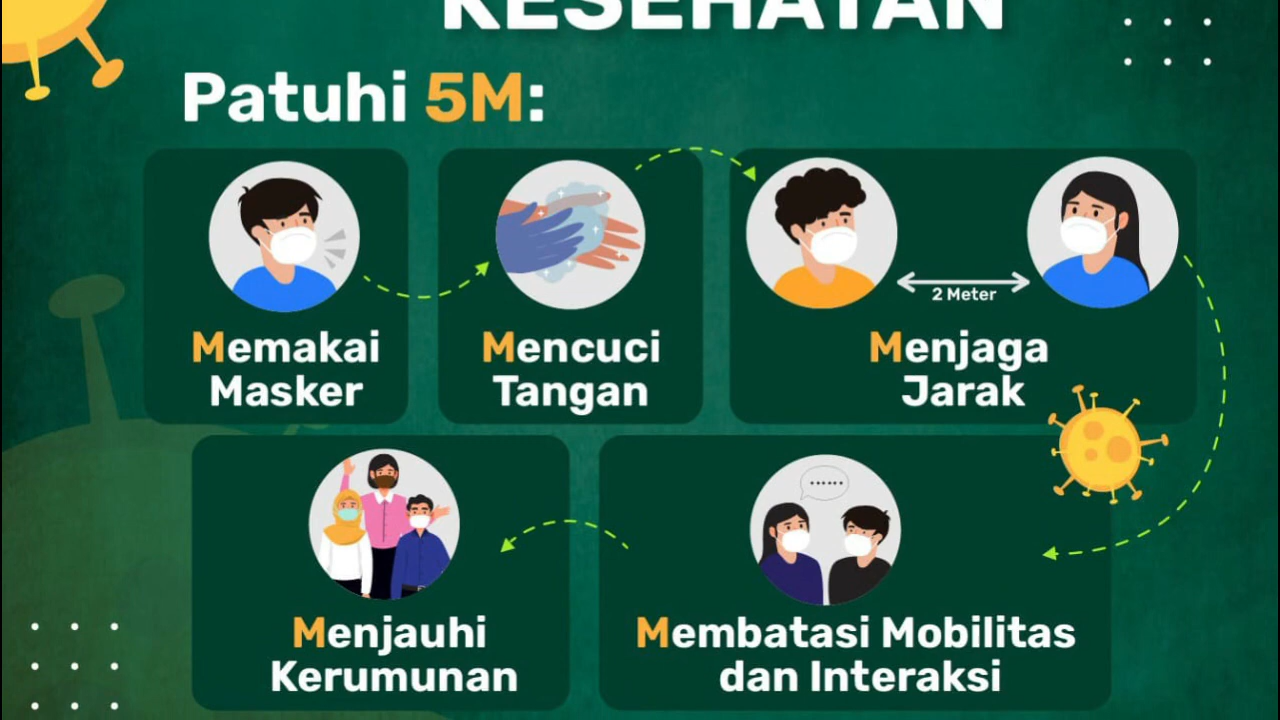 KESEHATAN
Patuhi 5M:
2 Meter
Memakai
Masker
Mencuci
Tangan
Menjaga
Jarak
Menjauhi
Kerumunan
Membatasi Mobilitas
dan Interaksi